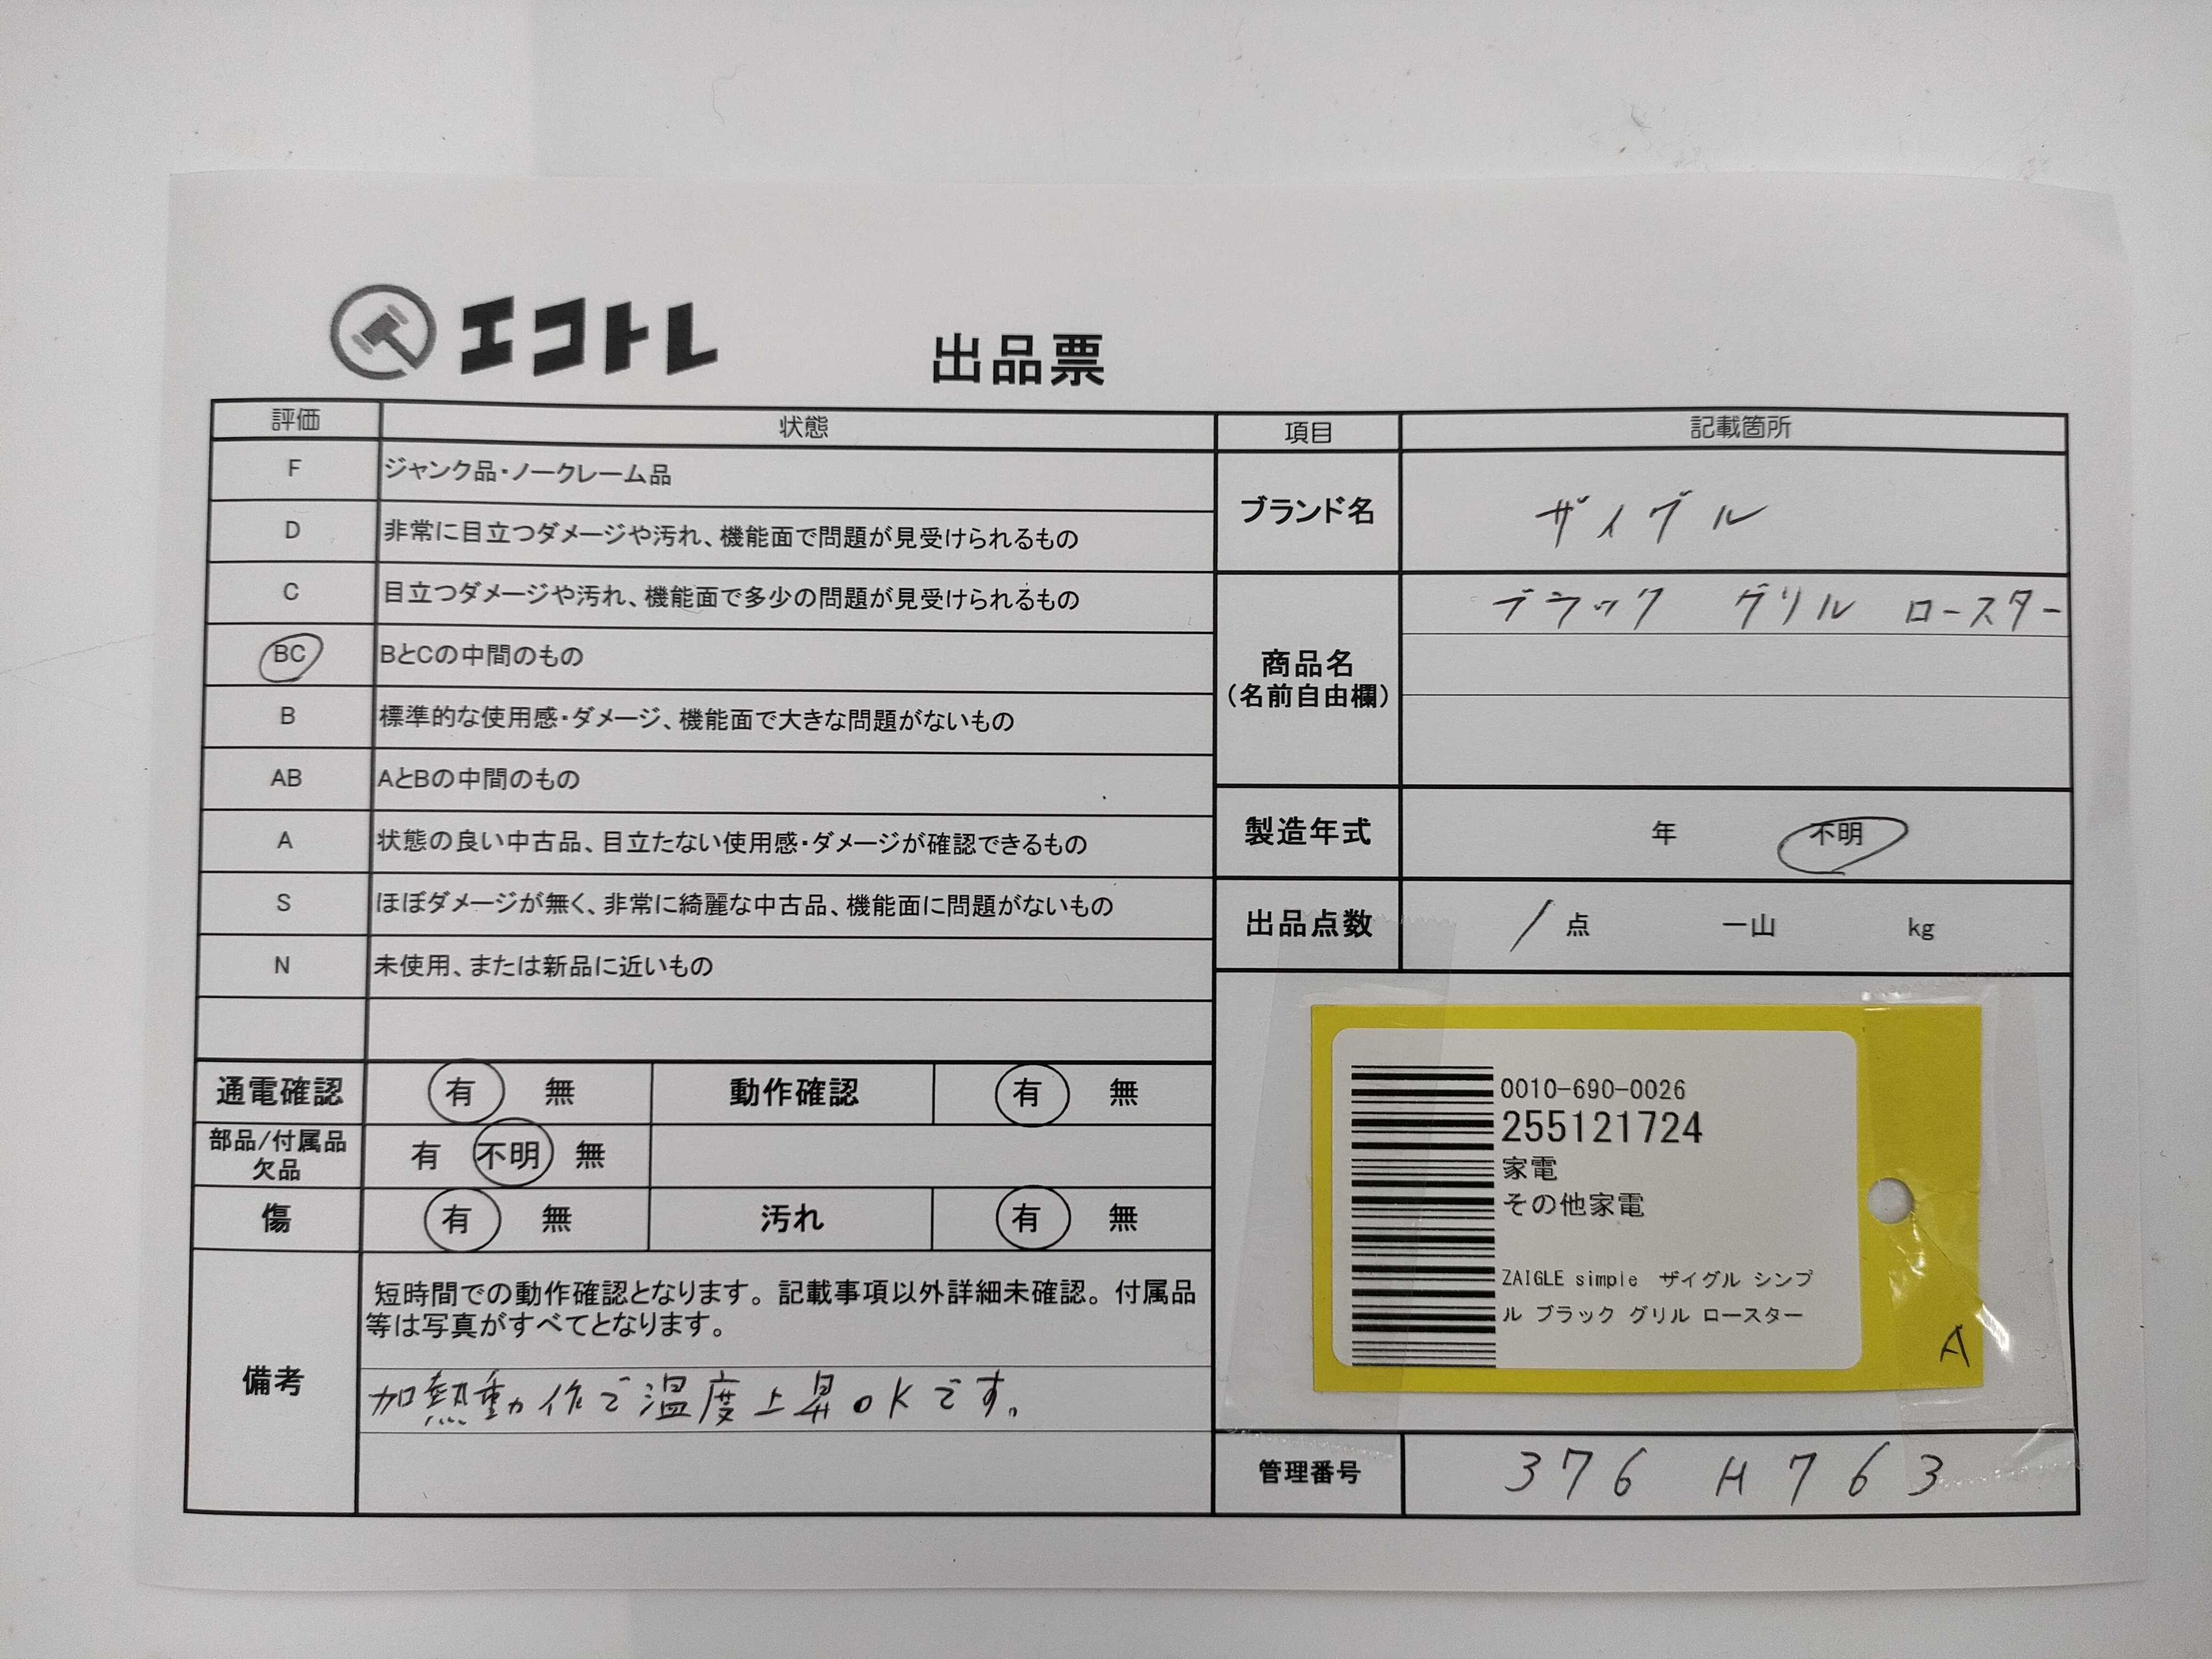 エコトレ
出品票
評価 状態
F ジャンク品・ノークレーム品
D 非常に目立つダメージや汚れ、機能面で問題が見受けられるもの
C 目立つダメージや汚れ、機能面で多少の問題が見受けられるもの
BC BとCの中間のもの
B 標準的な使用感・ダメージ、機能面で大きな問題がないもの
AB AとBの中間のもの
A 状態の良い中古品、目立たない使用感・ダメージが確認できるもの
S ほぼダメージが無く、非常に綺麗な中古品、機能面に問題がないもの
N 未使用、または新品に近いもの
通電確認 有 無 動作確認 有 無
部品/付属品
欠品 有 不明 無
傷 有 無 汚れ 有 無
備考
短時間での動作確認となります。記載事項以外詳細未確認。付属品
等は写真がすべてとなります。
加熱動作で温度上昇OKです。
項目 記載箇所
ブランド名 ザイグル
商品名
(名前自由欄)
ブラック グリル ロースター
製造年式 年 不明
出品点数 1 点 一山 kg
0010-690-0026
255121724
家電
その他家電
ZAIGLE simple ザイグル シンプ
ル ブラック グリル ロースター
A
管理番号 376 H763